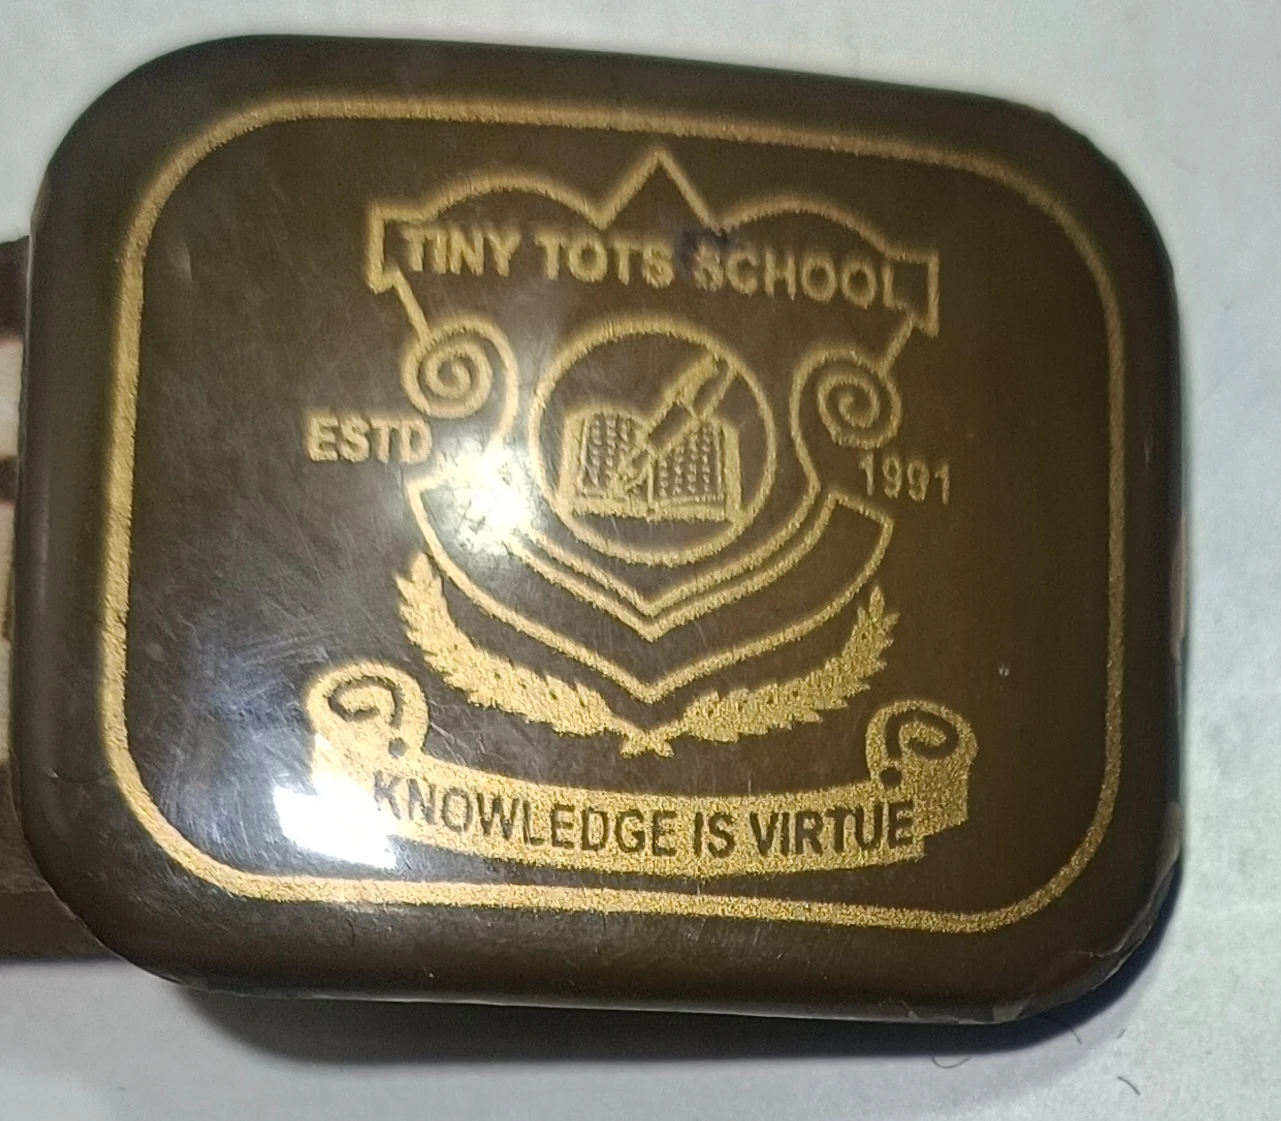 TINY TOTS SCHOOL
ESTD 1991
KNOWLEDGE IS VIRTUE